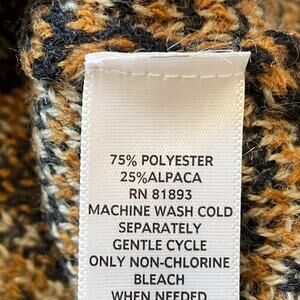 75% POLYESTER
25%ALPACA
RN 81893
MACHINE WASH COLD
SEPARATELY
GENTLE CYCLE
ONLY NON-CHLORINE
BLEACH
WHEN NEEDED